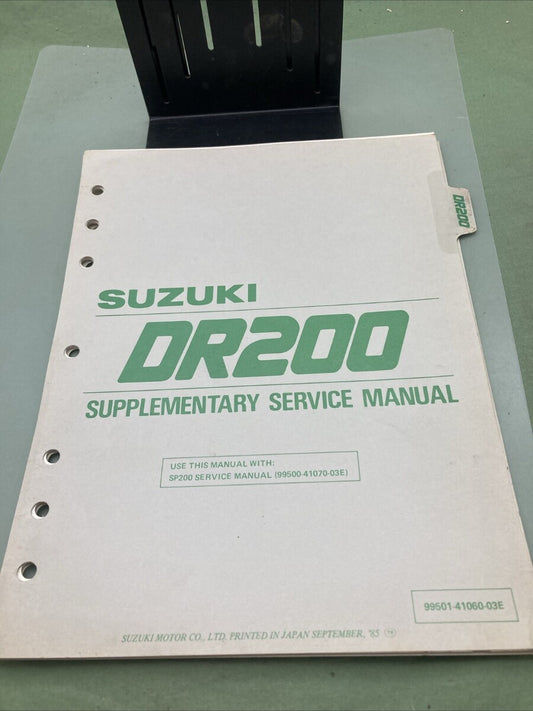 DR200
SUZUKI
DR200
SUPPLEMENTARY SERVICE MANUAL
USE THIS MANUAL WITH:
SP200 SERVICE MANUAL (99500-41070-03E)
99501-41060-03E
SUZUKI MOTOR CO., LTD. PRINTED IN JAPAN SEPTEMBER, '85